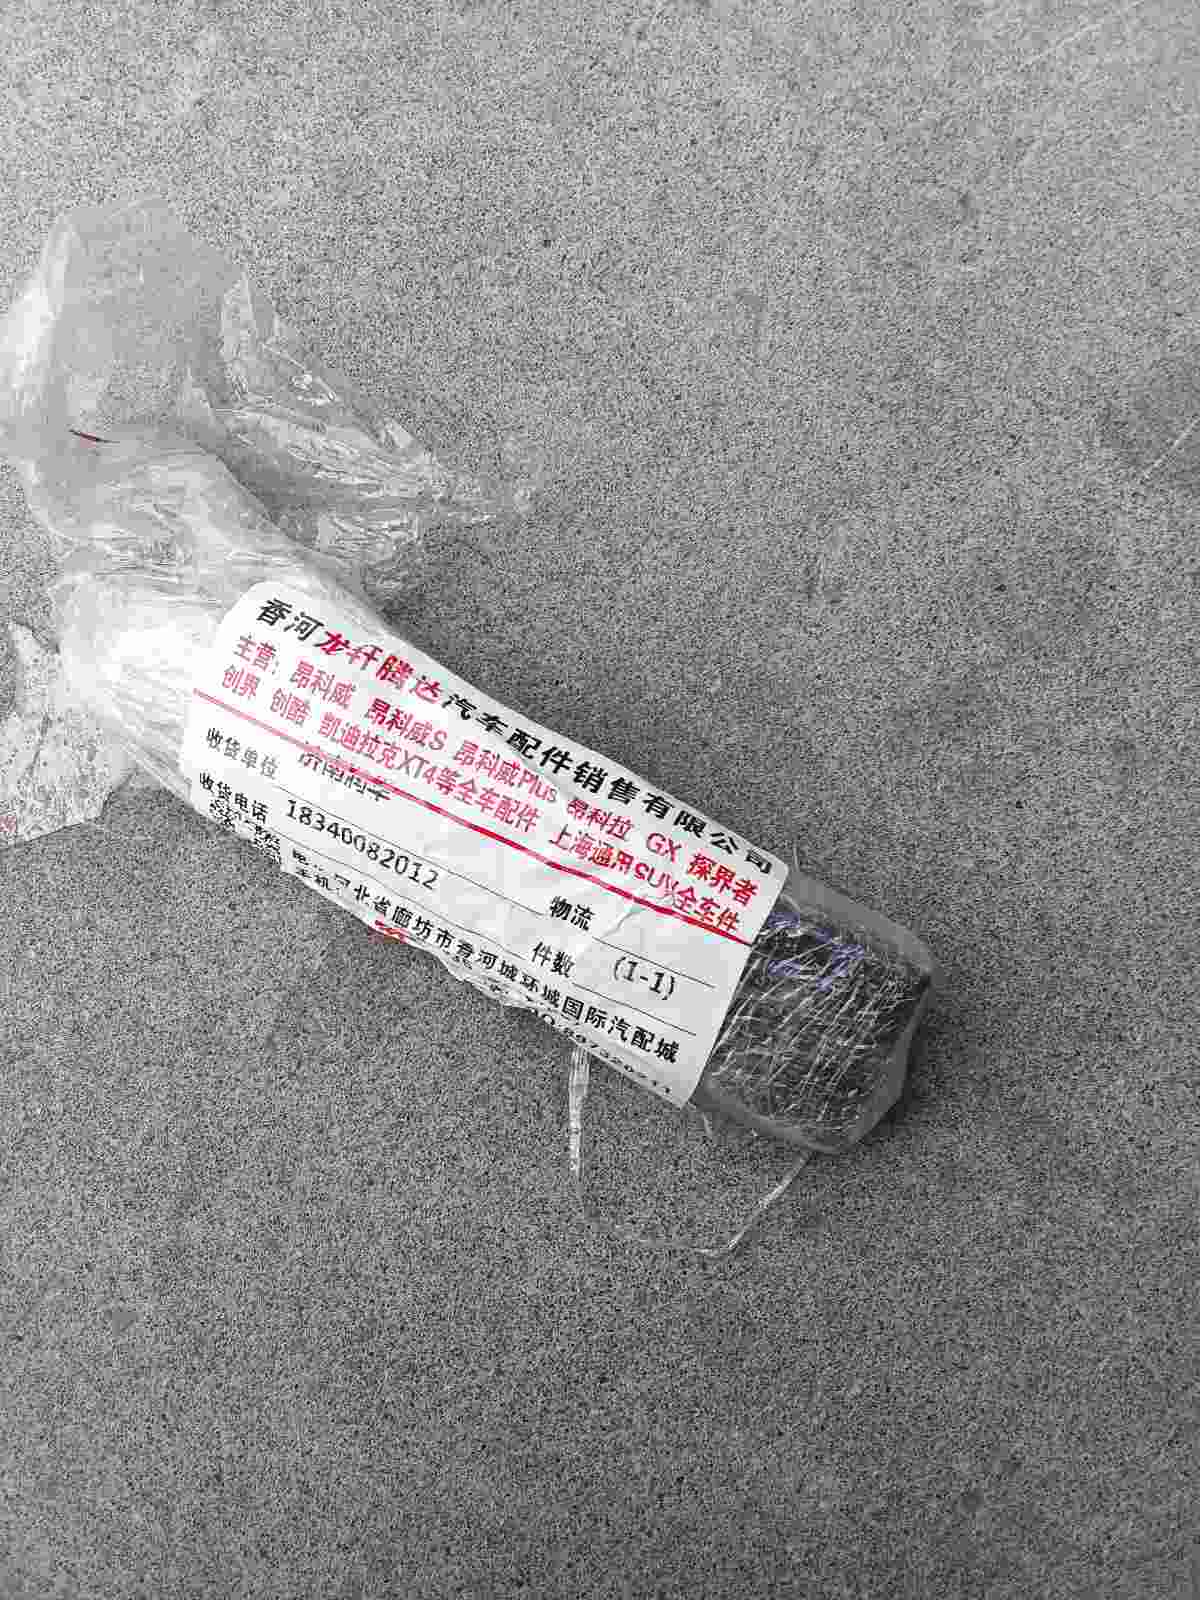 香河龙轩腾达汽车配件销售有限公司
主营：昂科威 昂科威S 昂科威Plus 昂科拉 GX 探界者
创界 创酷 凯迪拉克XT4等全车配件 上海通用SUV全车件
收货单位 济南
收货电话 18340082012 物流
件数 (1-1)
河北省廊坊市香河城环城国际汽配城